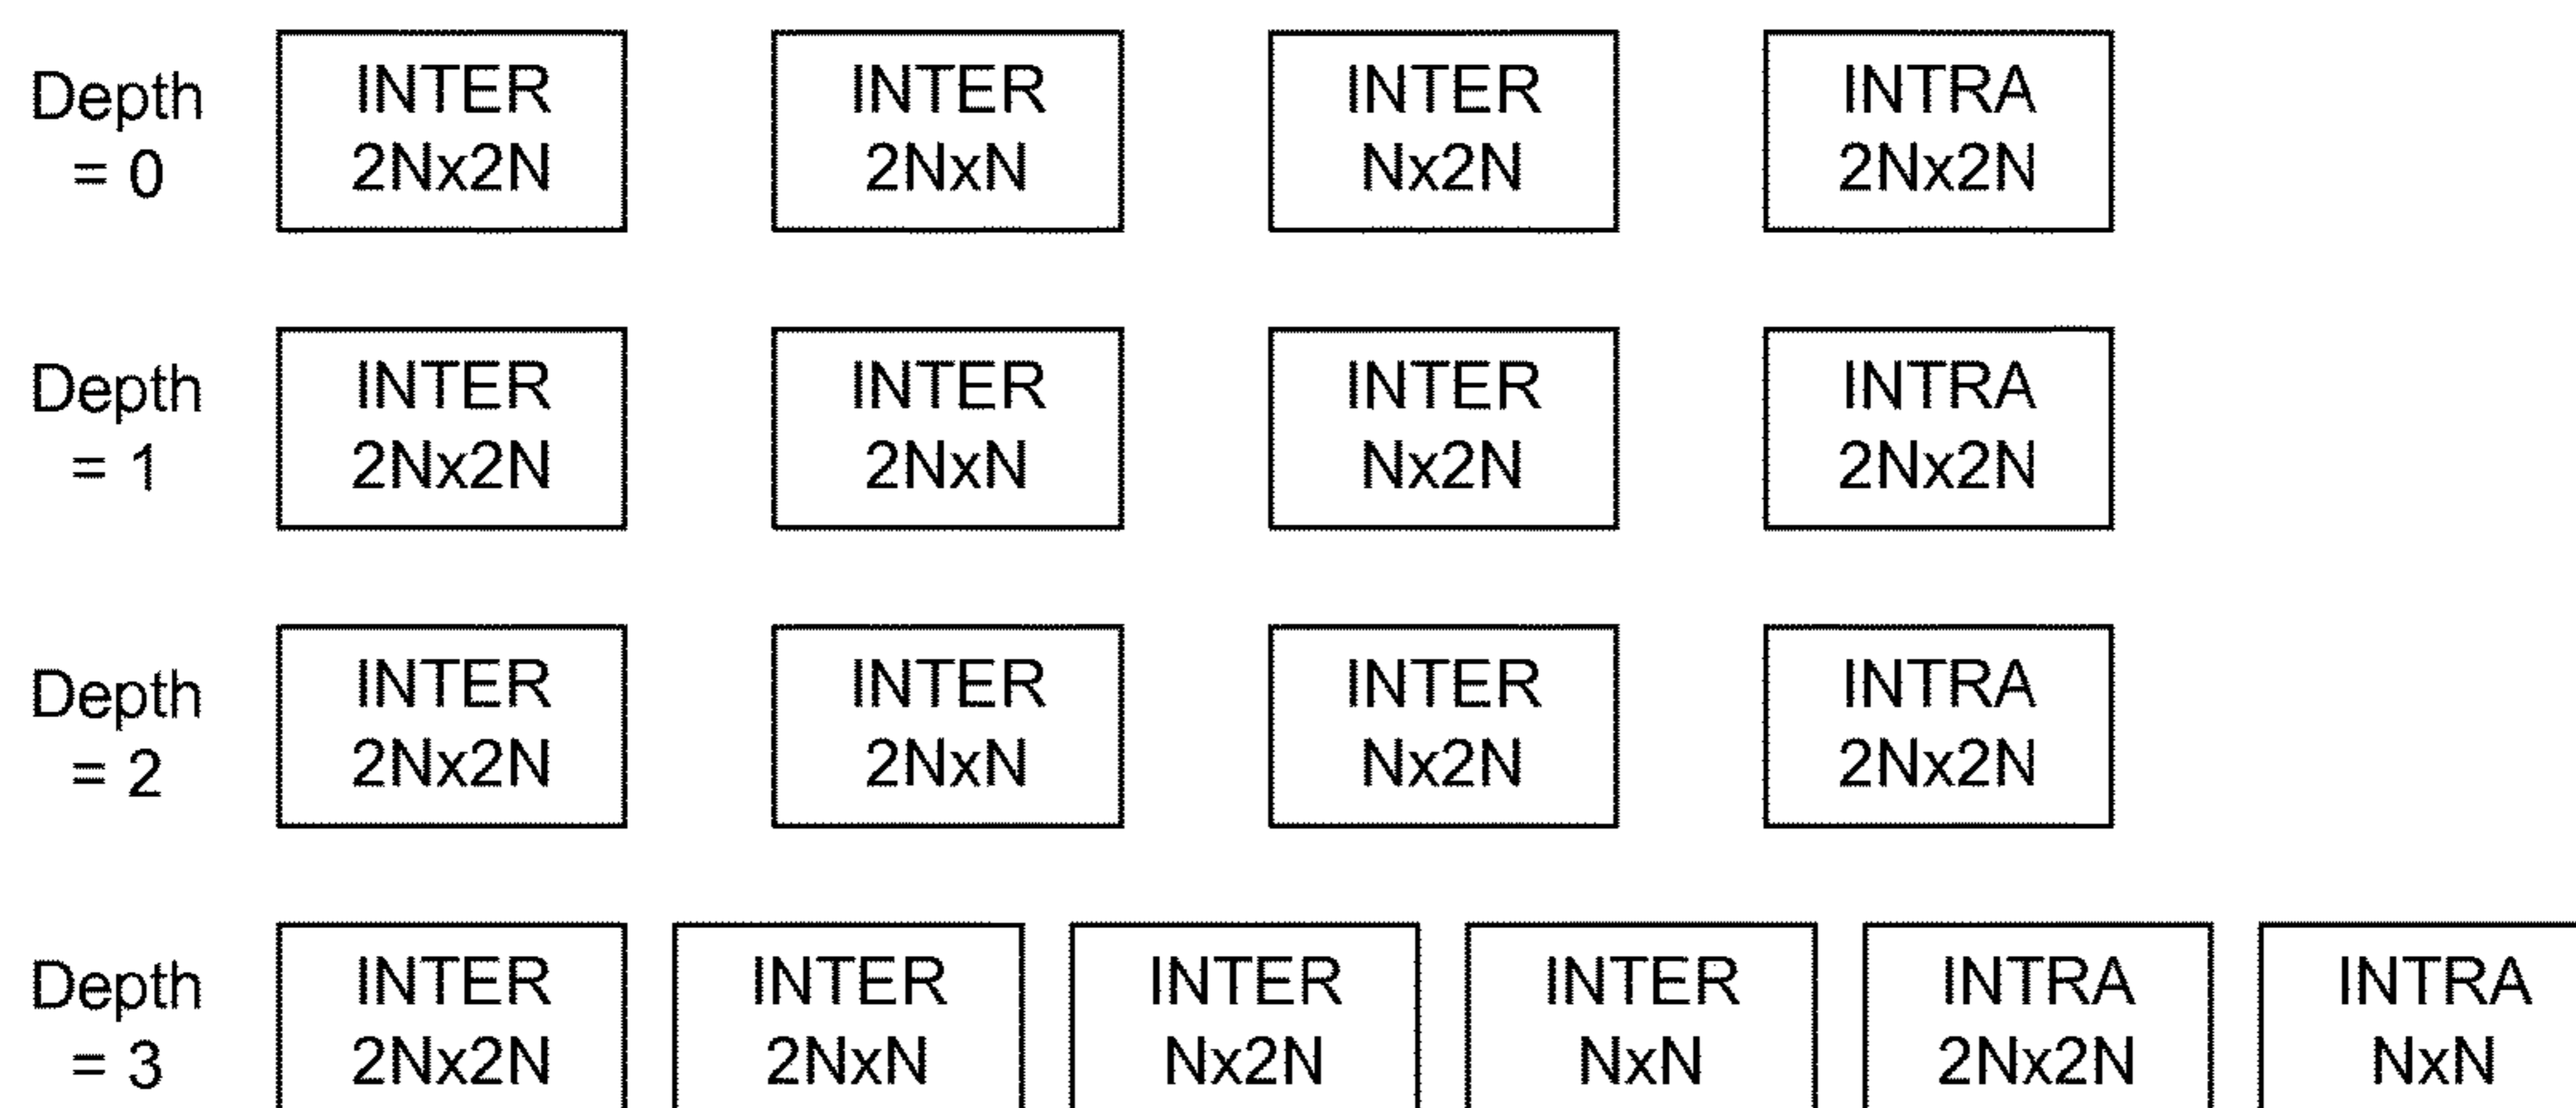 Depth
= 0
INTER
2Nx2N
INTER
2NxN
INTER
Nx2N
INTRA
2Nx2N
Depth
= 1
INTER
2Nx2N
INTER
2NxN
INTER
Nx2N
INTRA
2Nx2N
Depth
= 2
INTER
2Nx2N
INTER
2NxN
INTER
Nx2N
INTRA
2Nx2N
Depth
= 3
INTER
2Nx2N
INTER
2NxN
INTER
Nx2N
INTER
NxN
INTRA
2Nx2N
INTRA
NxN